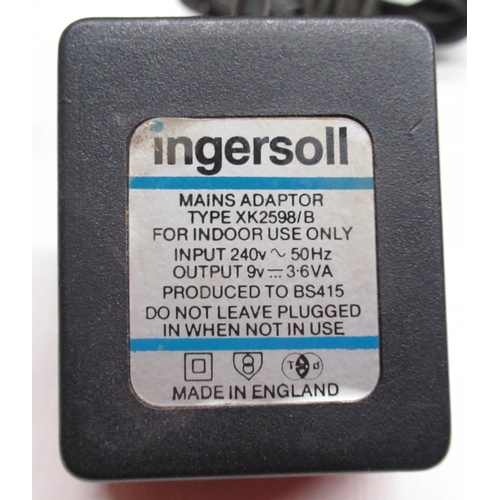 ingersoll
MAINS ADAPTOR
TYPE XK2598/B
FOR INDOOR USE ONLY
INPUT 240v ~ 50Hz
OUTPUT 9v ⎓ 3·6VA
PRODUCED TO BS415
DO NOT LEAVE PLUGGED
IN WHEN NOT IN USE
T d
MADE IN ENGLAND